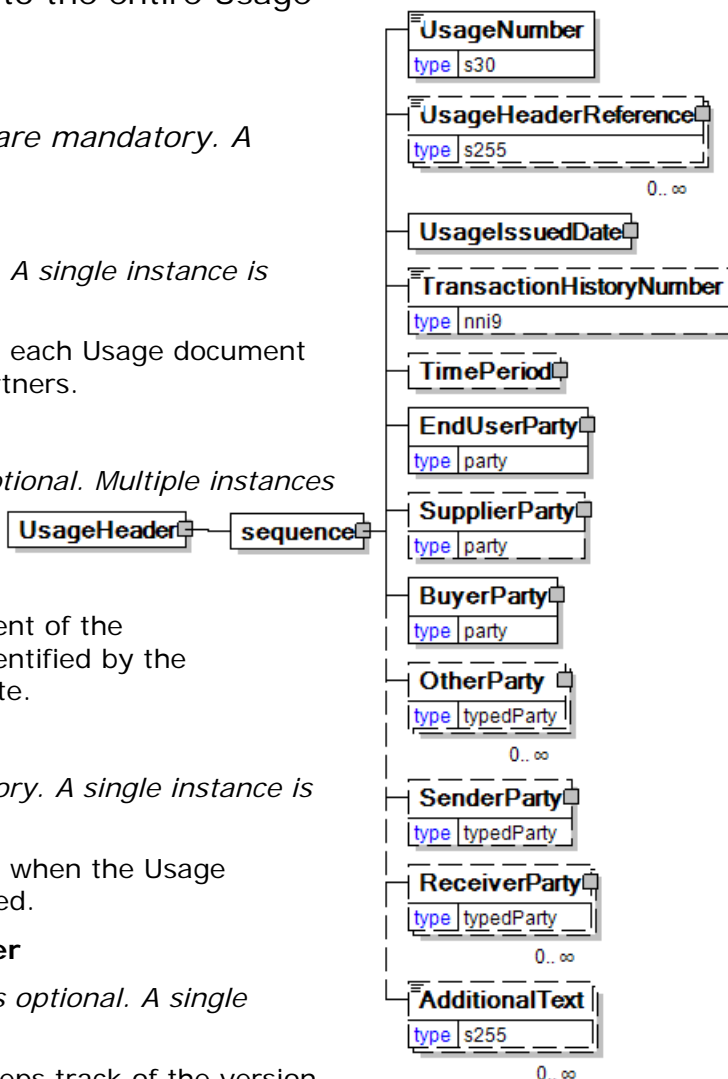 to the entire Usage
are mandatory. A
A single instance is
each Usage document
rtners.
ptional. Multiple instances
ent of the
entified by the
te.
ory. A single instance is
when the Usage
ed.
er
s optional. A single
eps track of the version
UsageHeader
sequence
UsageNumber
type s30
UsageHeaderReference
type s255
0.. ∞
UsageIssuedDate
TransactionHistoryNumber
type nni9
TimePeriod
EndUserParty
type party
SupplierParty
type party
BuyerParty
type party
OtherParty
type typedParty
0.. ∞
SenderParty
type typedParty
ReceiverParty
type typedParty
0.. ∞
AdditionalText
type s255
0.. ∞